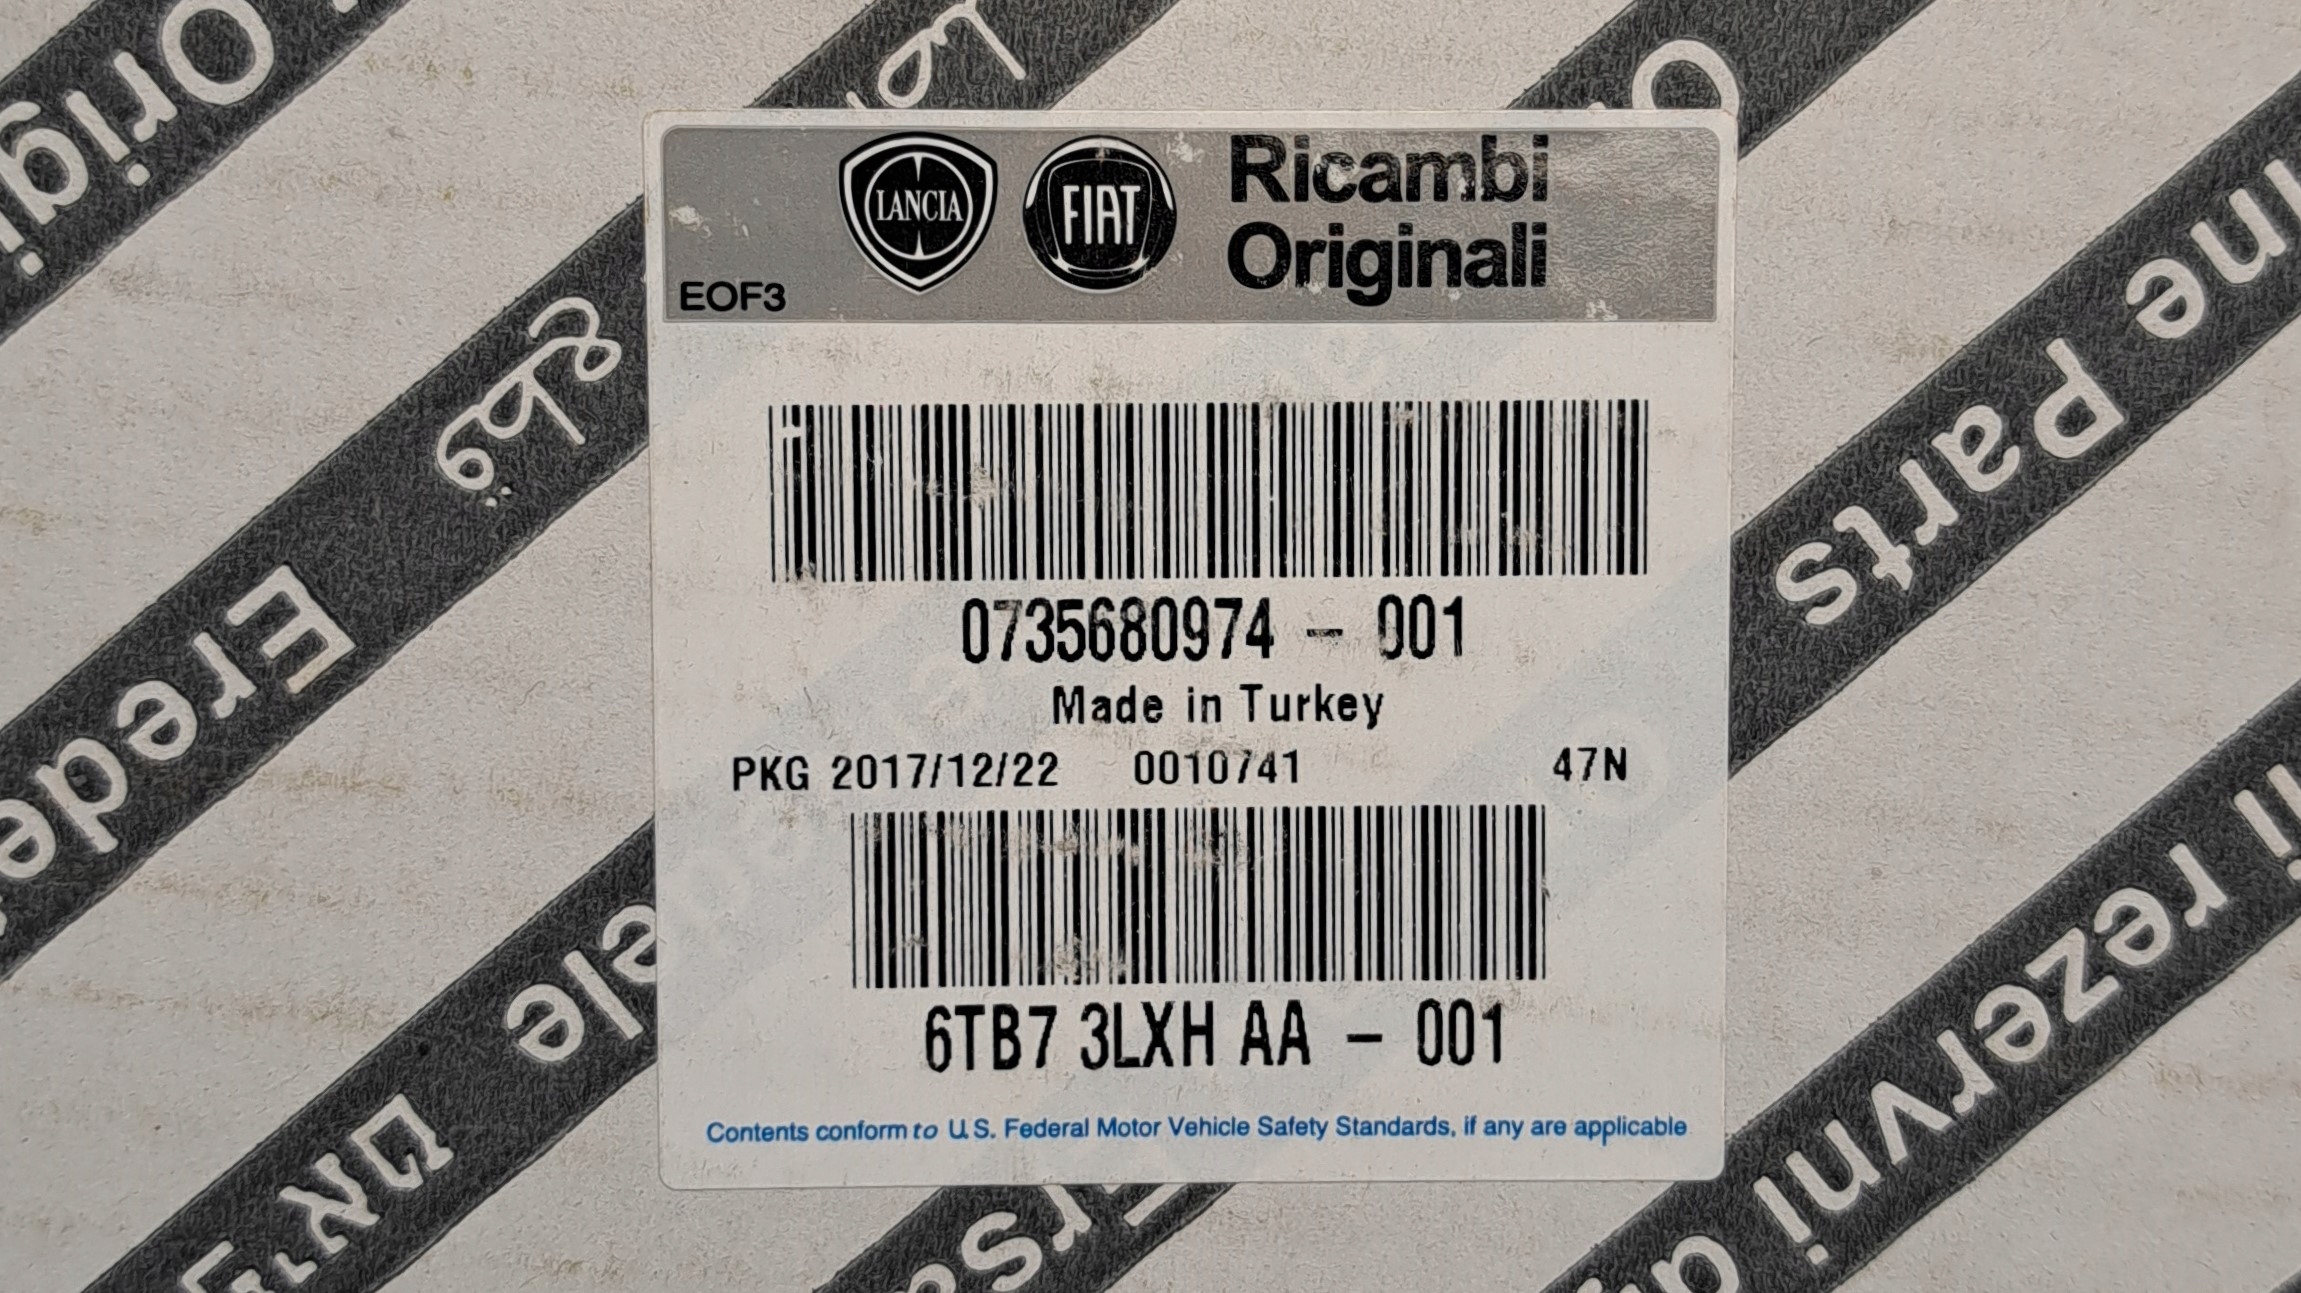 LANCIA
FIAT
Ricambi
Originali
EOF3
0735680974 - 001
Made in Turkey
PKG 2017/12/22 0010741 47N
6TB7 3LXH AA - 001
Contents conform to U.S. Federal Motor Vehicle Safety Standards, if any are applicable
Parts
rezervni